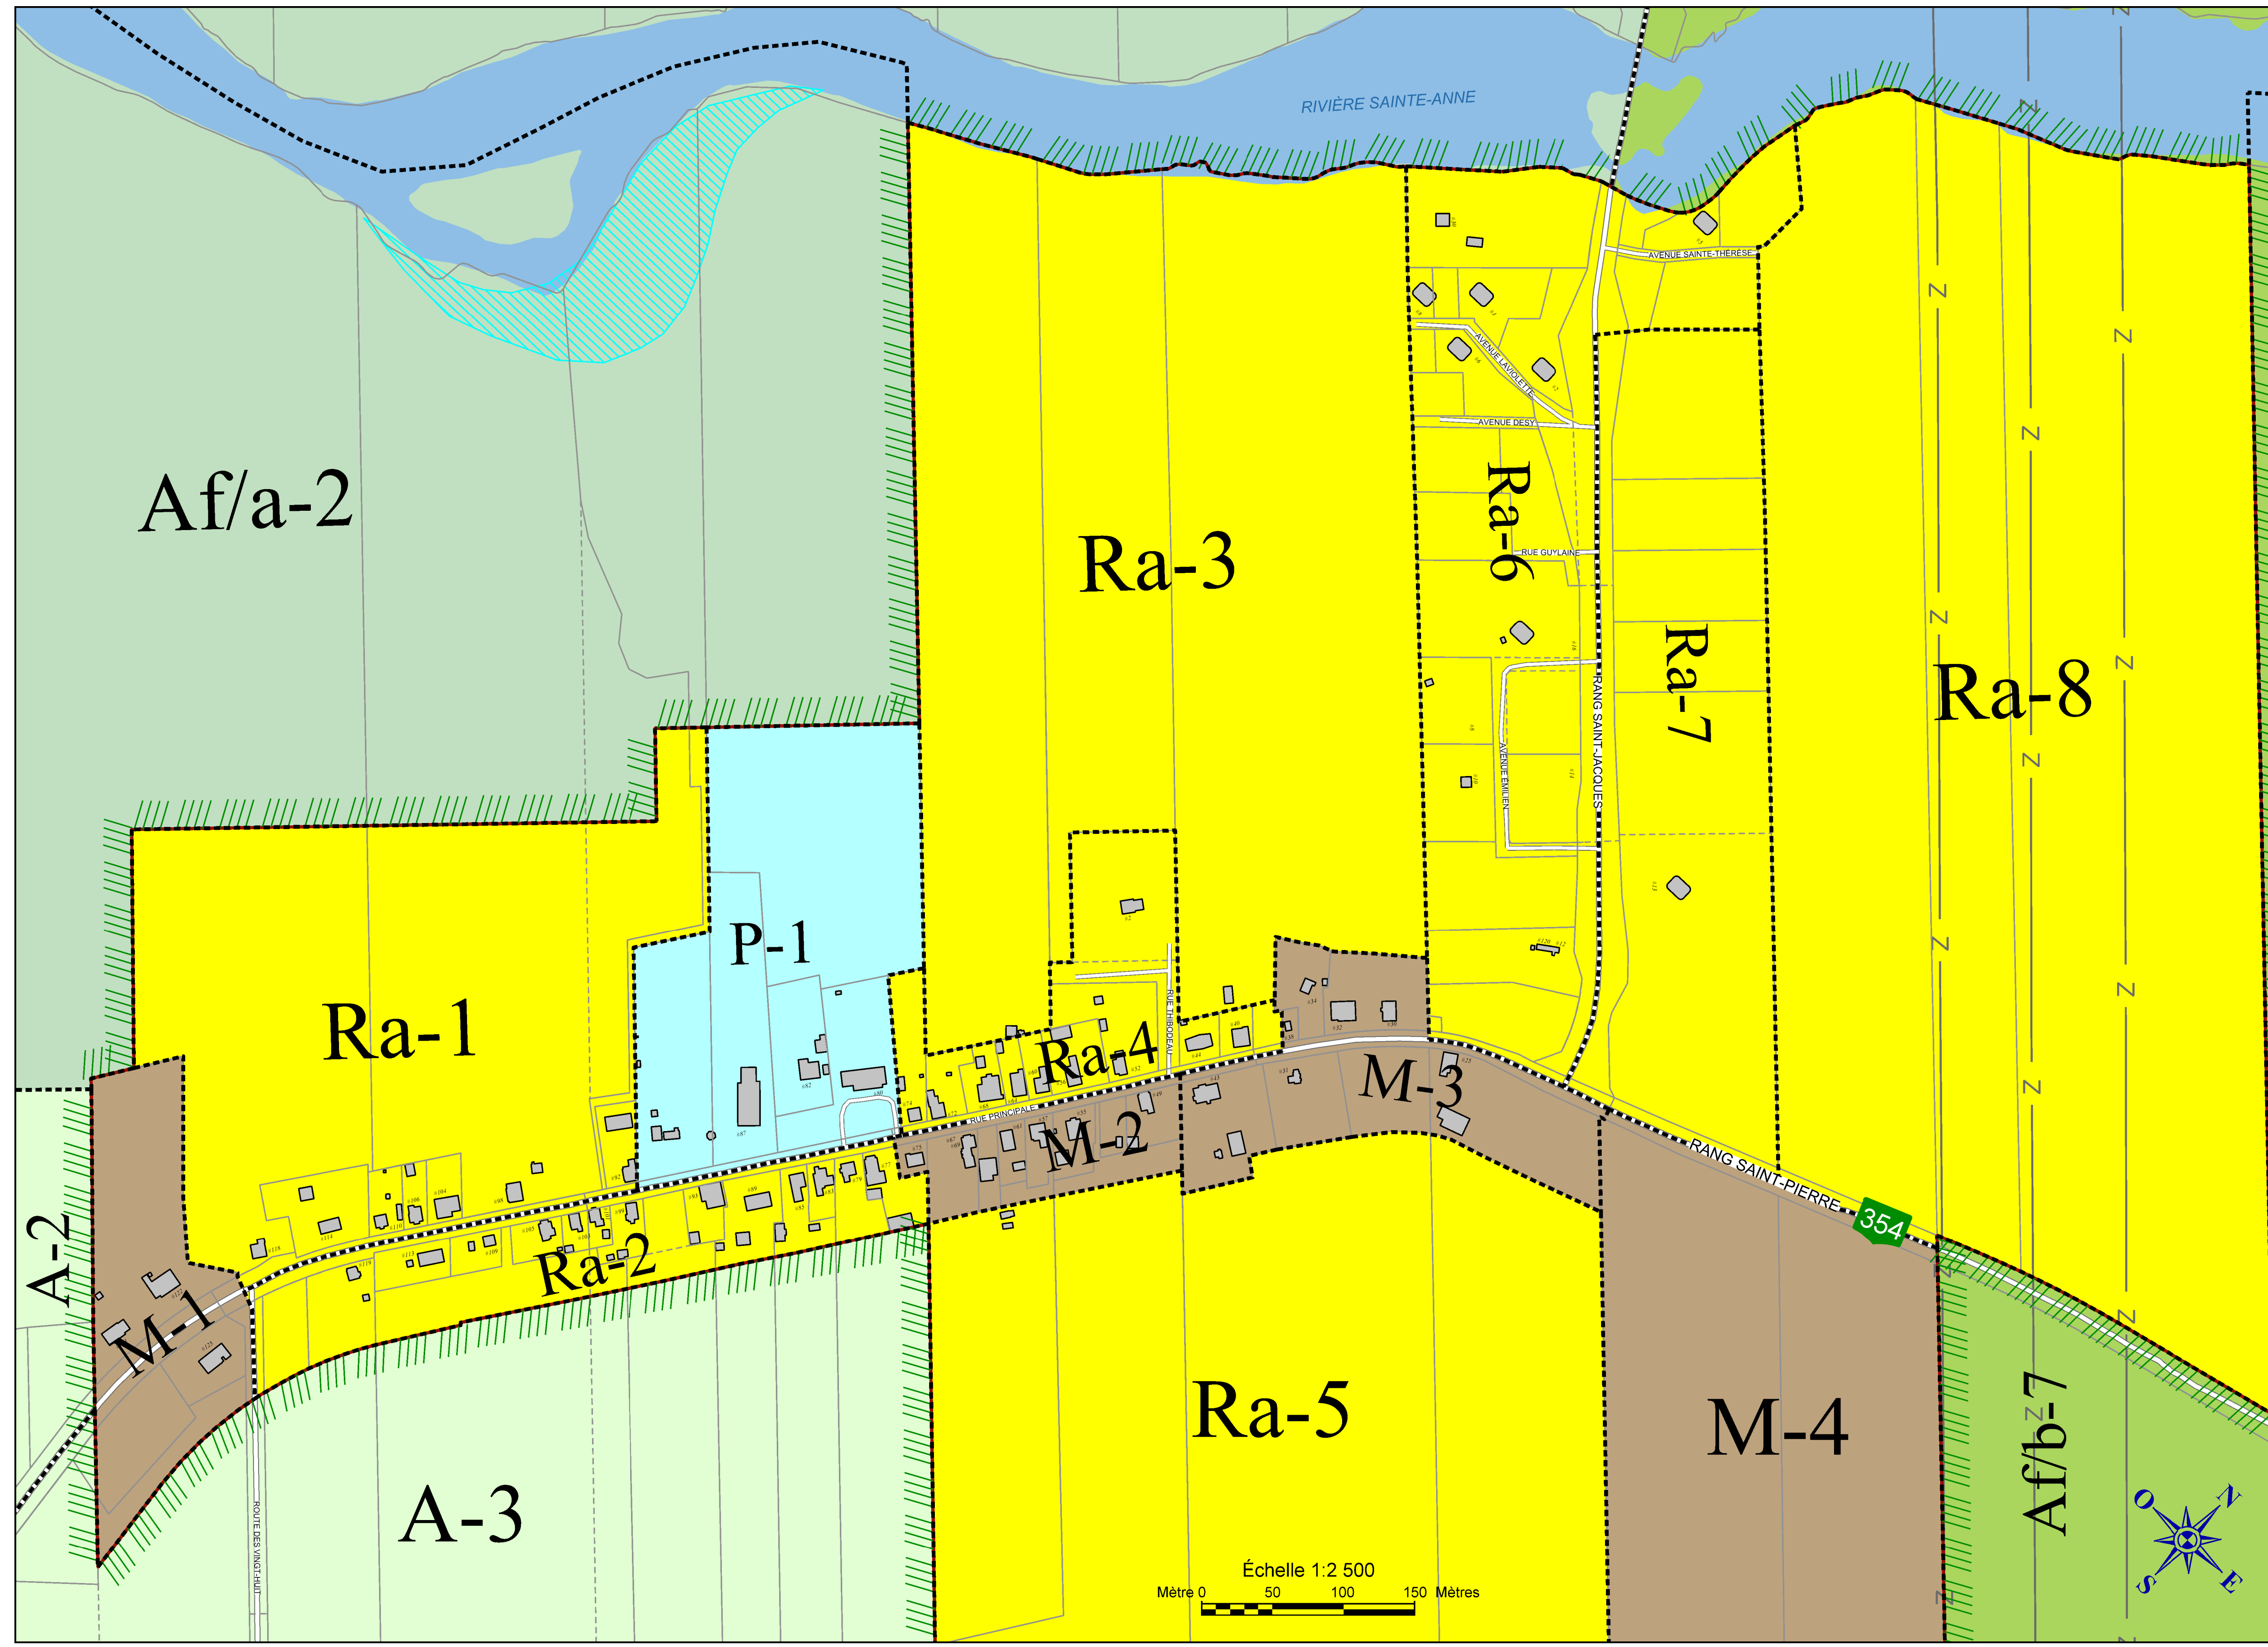 RIVIÈRE SAINTE-ANNE
AVENUE SAINTE-THÉRÈSE
AVENUE LAVIOLETTE
AVENUE DESY
Af/a-2
Ra-3
Ra-6
RUE GUYLAINE
Ra-7
Ra-8
RANG SAINT-JACQUES
AVENUE ÉMILIEN
P-1
Ra-1
RUE THIBODEAU
Ra-4
M-3
RUE PRINCIPALE
M-2
RANG SAINT-PIERRE
354
A-2
Ra-2
M-1
Ra-5
M-4
Af/b-7
A-3
ROUTE DES VINGT-HUIT
N
O
S
E
Échelle 1:2 500
Mètre 0 50 100 150 Mètres